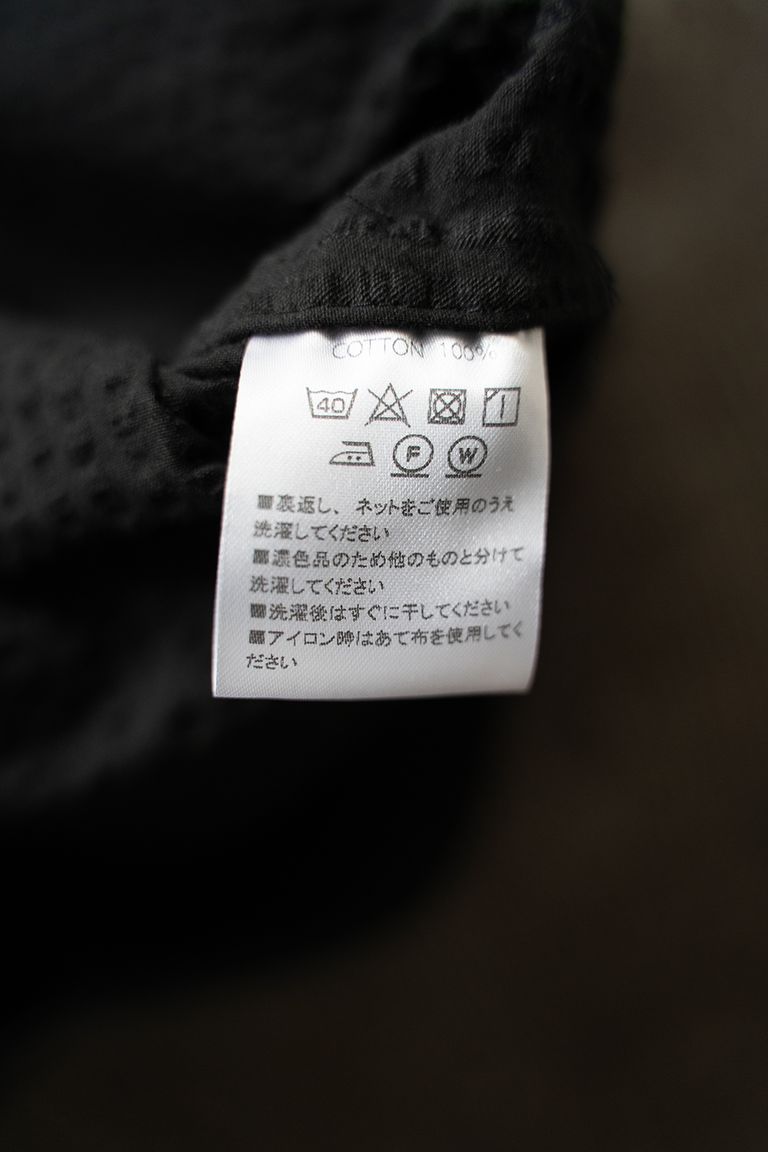 COTTON 100%
40
F W
■裏返し、ネットをご使用のうえ
洗濯してください
■濃色品のため他のものと分けて
洗濯してください
■洗濯後はすぐに干してください
■アイロン時はあて布を使用してく
ださい